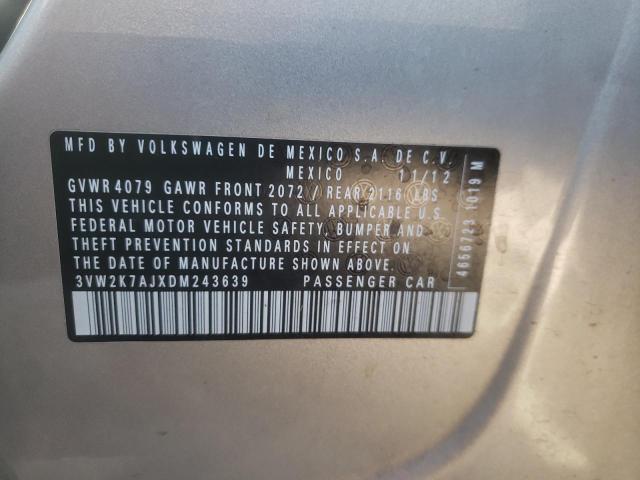 MFD BY VOLKSWAGEN DE MEXICO S.A. DE C.V.
MEXICO 11/12
GVWR 4079 GAWR FRONT 2072 / REAR 2116 LBS
THIS VEHICLE CONFORMS TO ALL APPLICABLE U.S.
FEDERAL MOTOR VEHICLE SAFETY, BUMPER AND
THEFT PREVENTION STANDARDS IN EFFECT ON
THE DATE OF MANUFACTURE SHOWN ABOVE.
3VW2K7AJXDM243639 PASSENGER CAR
4656723 1019 M